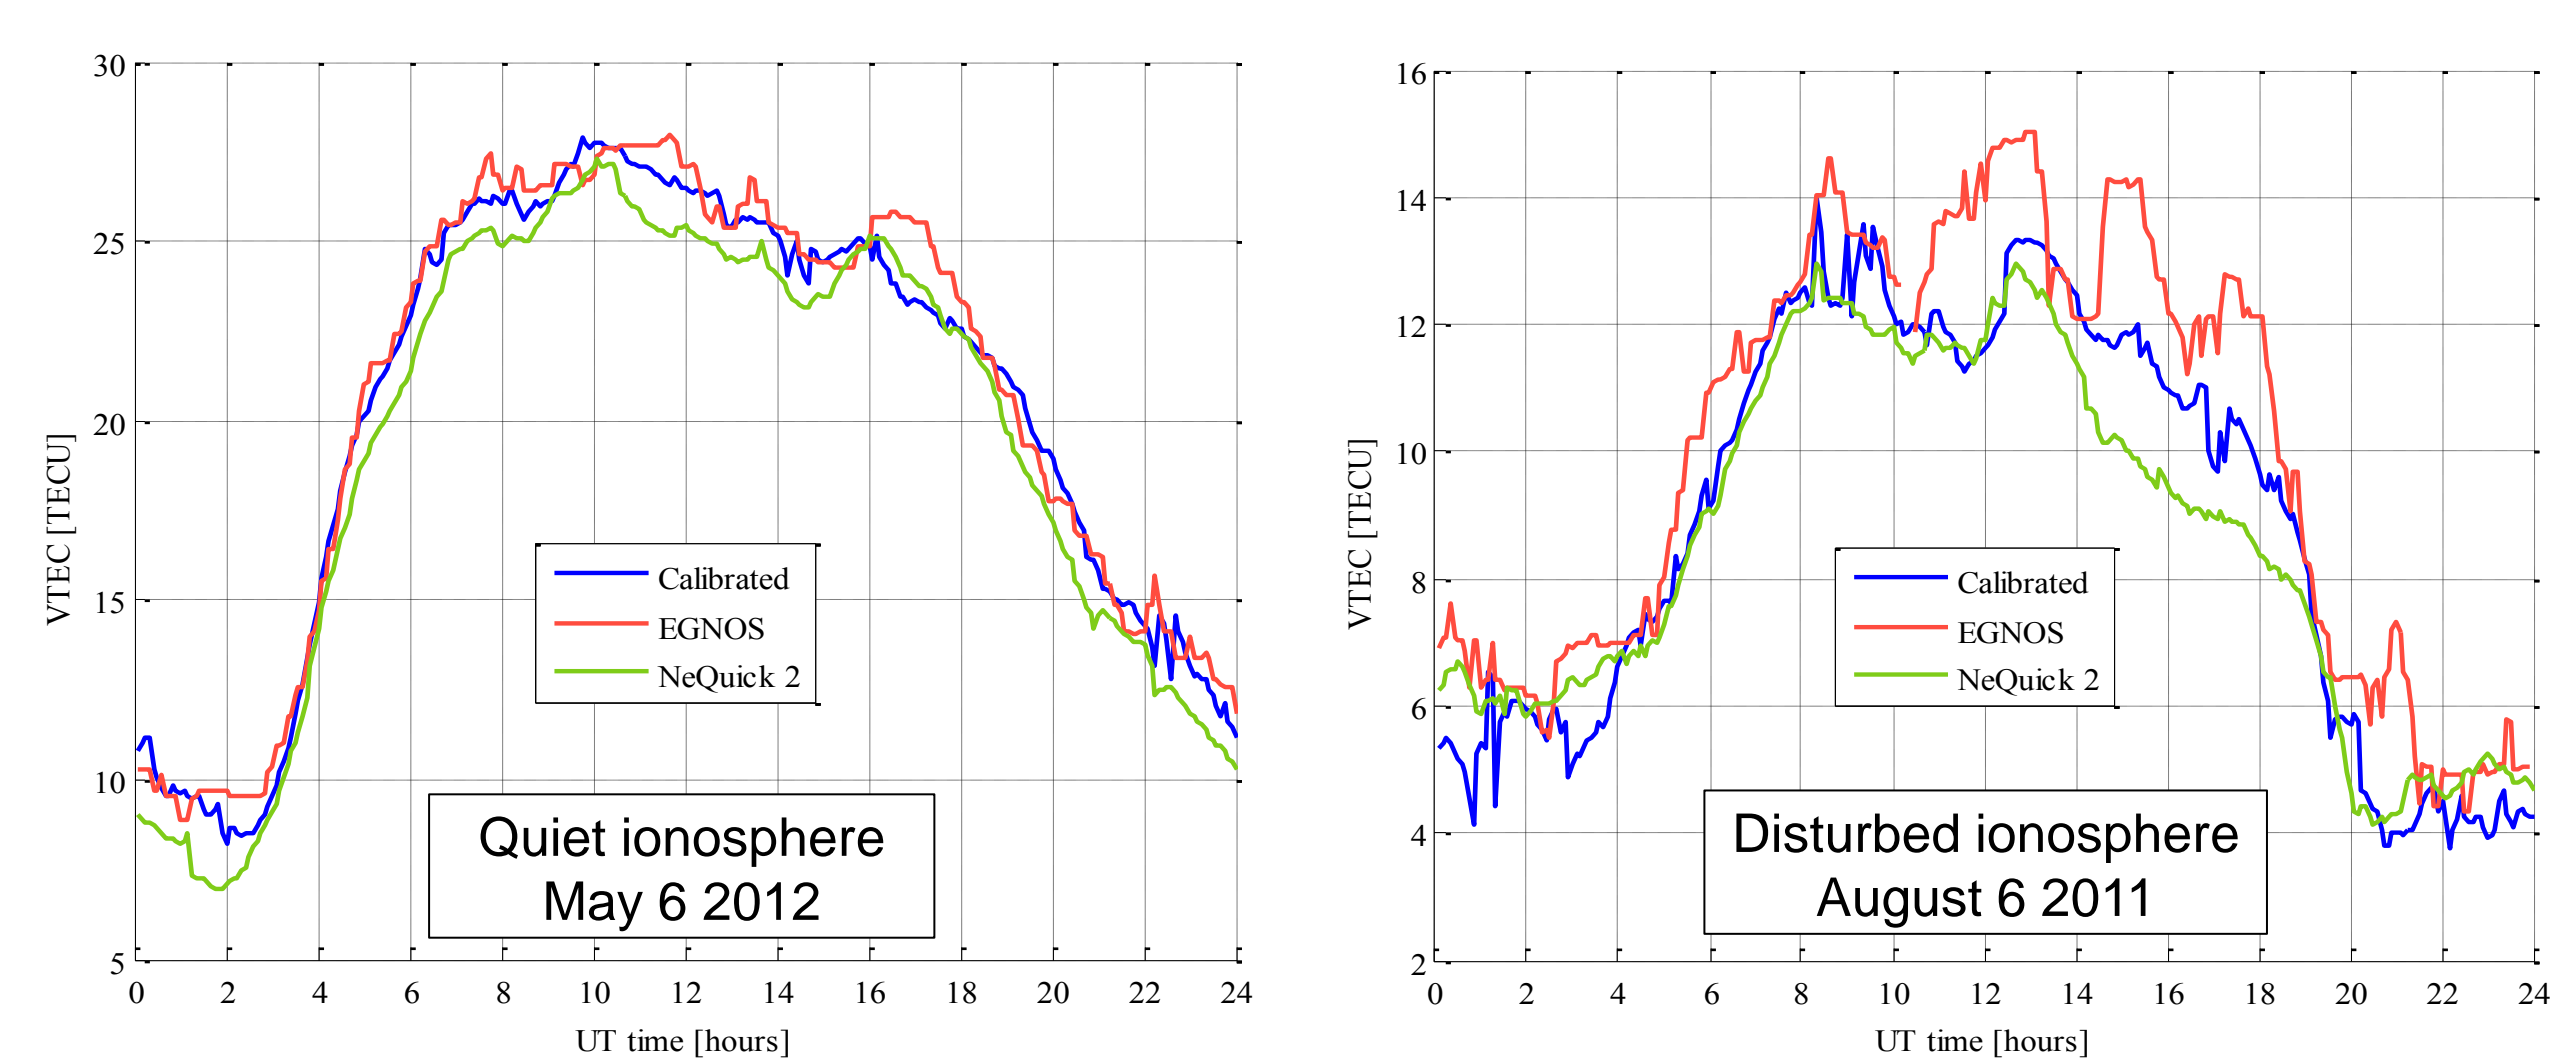 30
25
20
15
10
5
VTEC [TECU]
Calibrated
EGNOS
NeQuick 2
Quiet ionosphere
May 6 2012
0 2 4 6 8 10 12 14 16 18 20 22 24
UT time [hours]
16
14
12
10
8
6
4
2
VTEC [TECU]
Calibrated
EGNOS
NeQuick 2
Disturbed ionosphere
August 6 2011
0 2 4 6 8 10 12 14 16 18 20 22 24
UT time [hours]